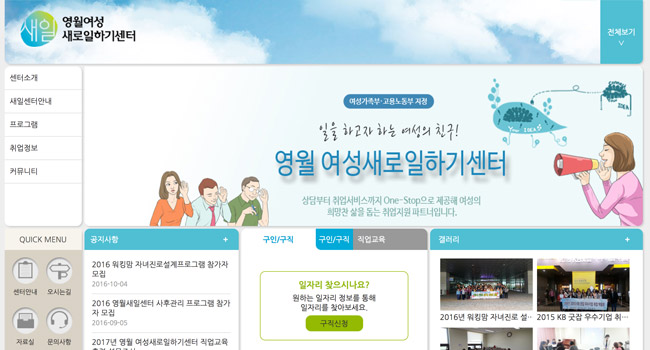 새일
영월여성
새로일하기센터
전체보기
센터소개
새일센터안내
프로그램
취업정보
커뮤니티
여성가족부·고용노동부 지정
일을 하고자 하는 여성의 친구!
영월 여성새로일하기센터
상담부터 취업서비스까지 One-Stop으로 제공해 여성의
희망찬 삶을 돕는 취업지원 파트너입니다.
QUICK MENU
센터안내
오시는길
자료실
문의사항
공지사항 +
2016 워킹맘 자녀진로설계프로그램 참가자
모집
2016-10-04
2016 영월새일센터 사후관리 프로그램 참가
자 모집
2016-09-05
2017년 영월 여성새로일하기센터 직업교육
구인/구직 구인/구직 직업교육
일자리 찾으시나요?
원하는 일자리 정보를 통해
일자리를 찾아보세요.
구직신청
갤러리 +
2016년 워킹맘 자녀진로 설…
2015 KB 굿잡 우수기업 취…